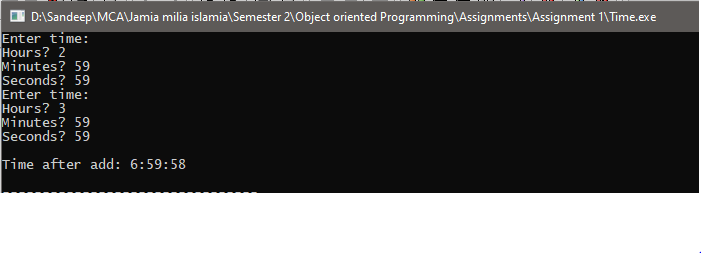 D:\Sandeep\MCA\Jamia milia islamia\Semester 2\Object oriented Programming\Assignments\Assignment 1\Time.exe
Enter time:
Hours? 2
Minutes? 59
Seconds? 59
Enter time:
Hours? 3
Minutes? 59
Seconds? 59
Time after add: 6:59:58
--------------------------------